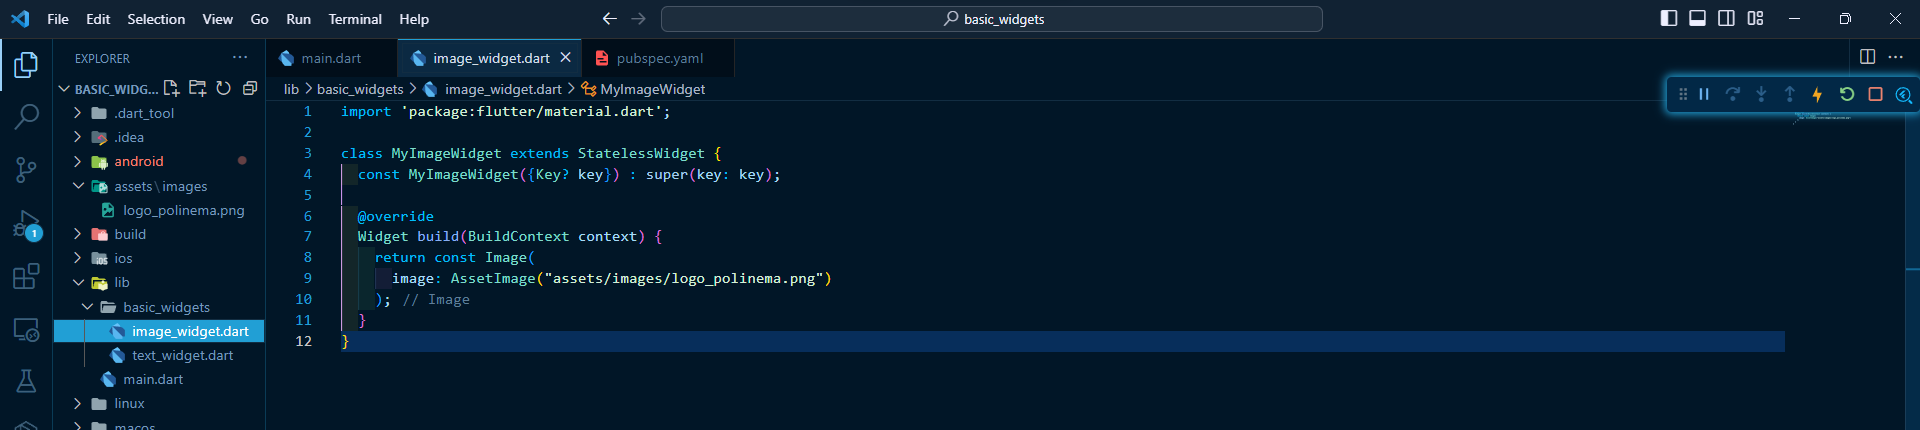 File Edit Selection View Go Run Terminal Help basic_widgets
EXPLORER
BASIC_WIDG...
.dart_tool
.idea
android
assets\images
logo_polinema.png
build
ios
lib
basic_widgets
image_widget.dart
text_widget.dart
main.dart
linux
macos
1
main.dart image_widget.dart pubspec.yaml
lib > basic_widgets > image_widget.dart > MyImageWidget
1 import 'package:flutter/material.dart';
2
3 class MyImageWidget extends StatelessWidget {
4 const MyImageWidget({Key? key}) : super(key: key);
5
6 @override
7 Widget build(BuildContext context) {
8 return const Image(
9 image: AssetImage("assets/images/logo_polinema.png")
10 ); // Image
11 }
12 }